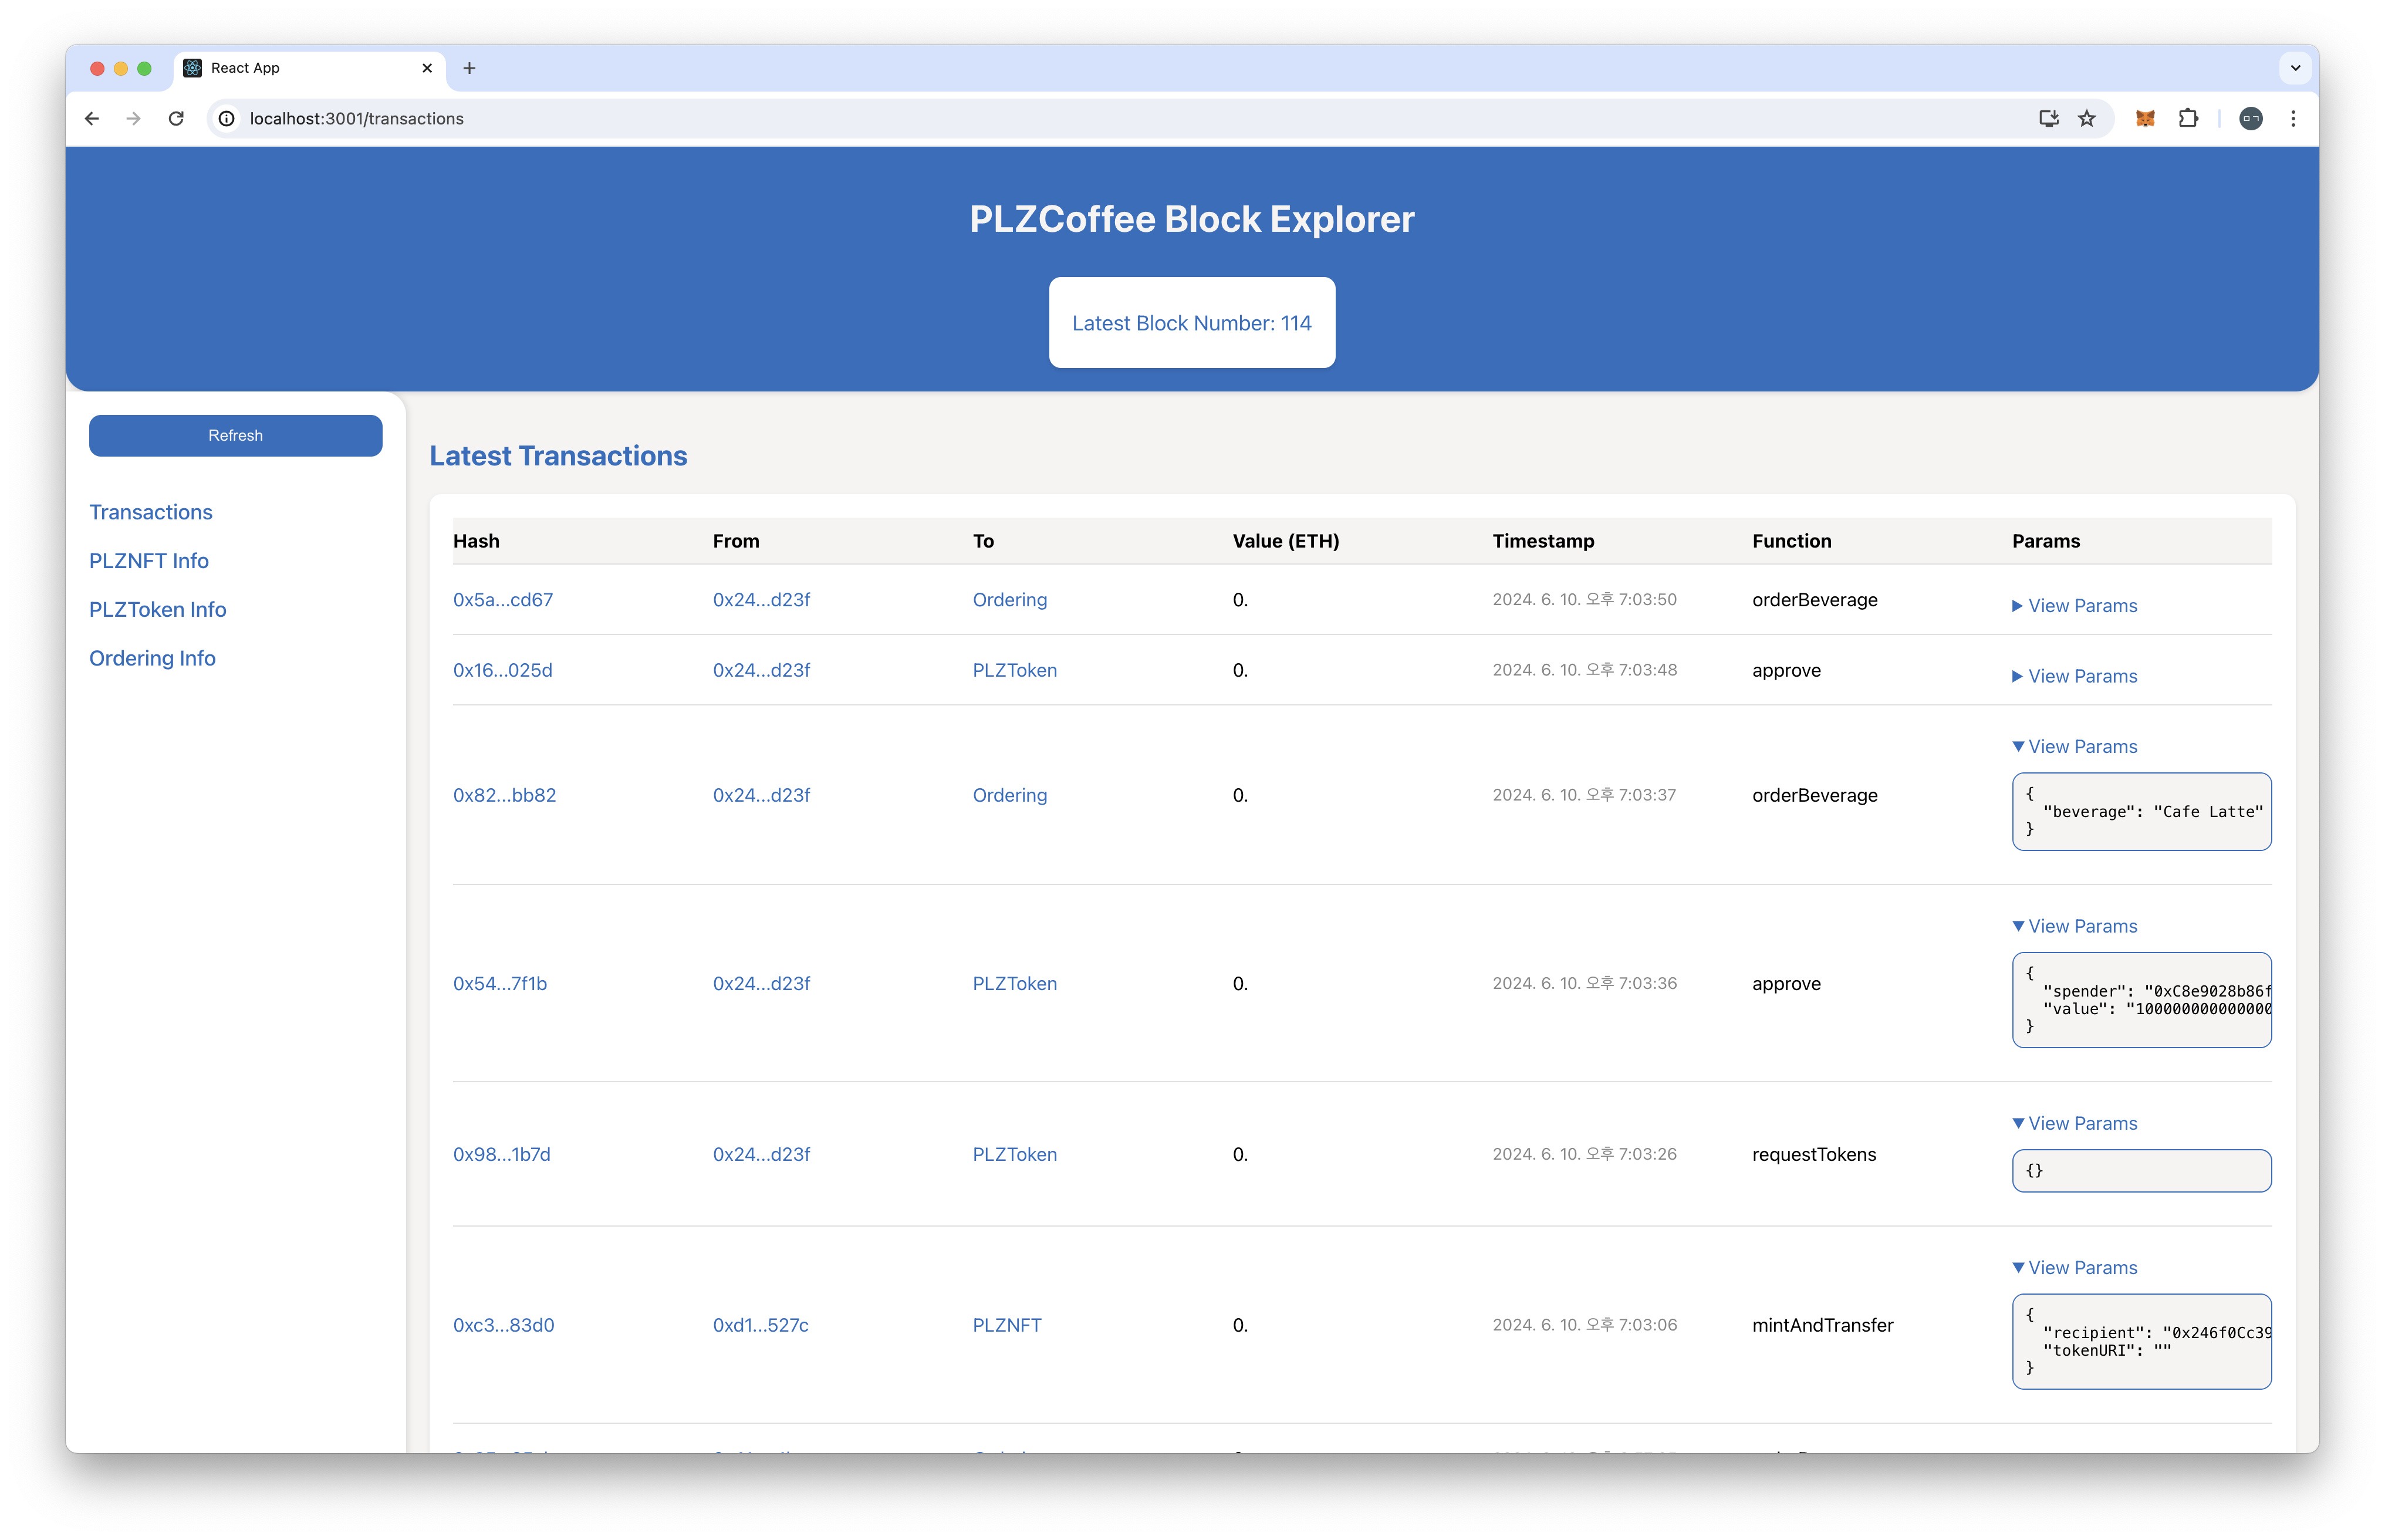 React App
localhost:3001/transactions
PLZCoffee Block Explorer
Latest Block Number: 114
Refresh
Transactions
PLZNFT Info
PLZToken Info
Ordering Info
Latest Transactions
Hash From To Value (ETH) Timestamp Function Params
0x5a...cd67 0x24...d23f Ordering 0. 2024. 6. 10. 오후 7:03:50 orderBeverage ▶ View Params
0x16...025d 0x24...d23f PLZToken 0. 2024. 6. 10. 오후 7:03:48 approve ▶ View Params
▼ View Params
0x82...bb82 0x24...d23f Ordering 0. 2024. 6. 10. 오후 7:03:37 orderBeverage
{
"beverage": "Cafe Latte"
}
▼ View Params
0x54...7f1b 0x24...d23f PLZToken 0. 2024. 6. 10. 오후 7:03:36 approve
{
"spender": "0xC8e9028b86f
"value": "100000000000000
}
▼ View Params
0x98...1b7d 0x24...d23f PLZToken 0. 2024. 6. 10. 오후 7:03:26 requestTokens
{}
▼ View Params
0xc3...83d0 0xd1...527c PLZNFT 0. 2024. 6. 10. 오후 7:03:06 mintAndTransfer
{
"recipient": "0x246f0Cc39
"tokenURI": ""
}